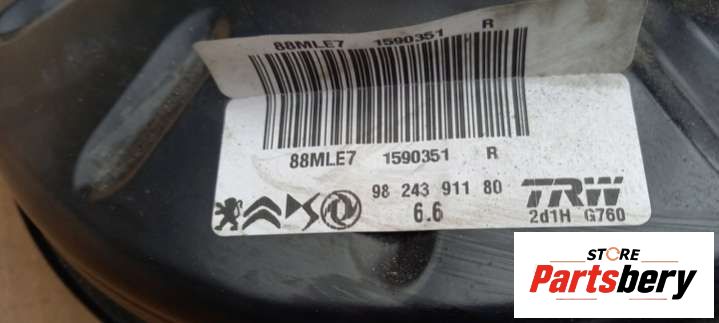 88MLE7 1590351 R
88MLE7 1590351 R
98 243 911 80
6.6
TRW
2d1H G760
STORE
Partsbery